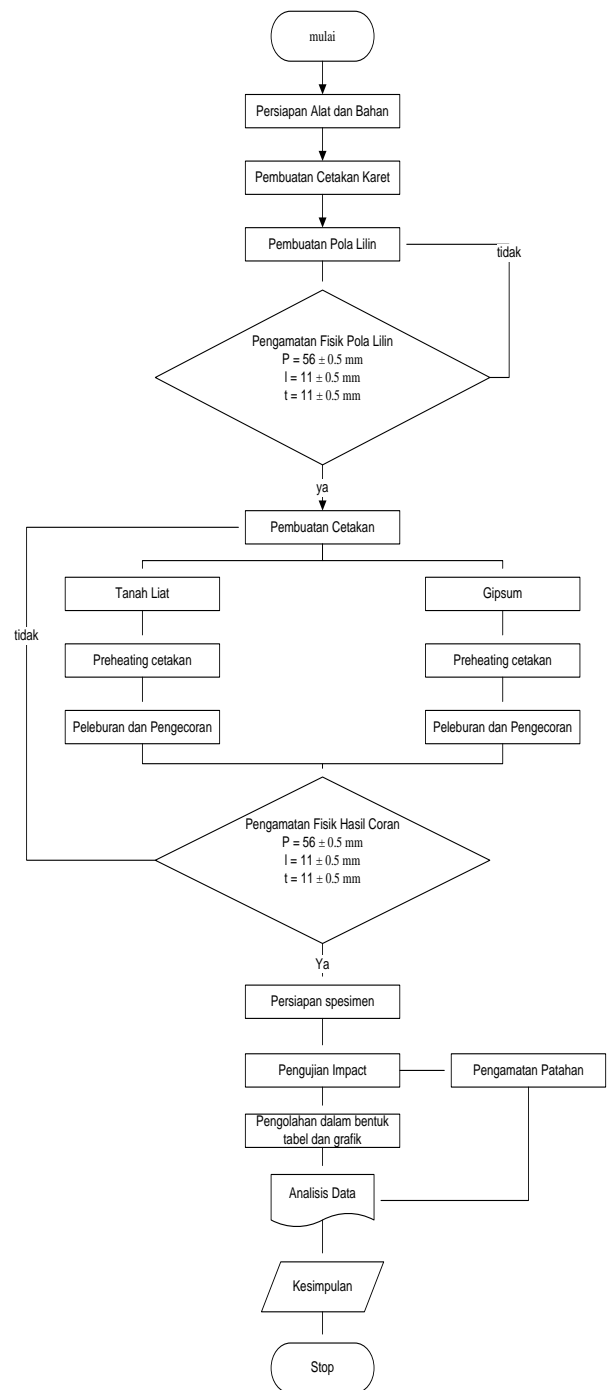 mulai
Persiapan Alat dan Bahan
Pembuatan Cetakan Karet
Pembuatan Pola Lilin
tidak
Pengamatan Fisik Pola Lilin
P = 56 ± 0.5 mm
l = 11 ± 0.5 mm
t = 11 ± 0.5 mm
ya
Pembuatan Cetakan
Tanah Liat
Gipsum
tidak
Preheating cetakan
Preheating cetakan
Peleburan dan Pengecoran
Peleburan dan Pengecoran
Pengamatan Fisik Hasil Coran
P = 56 ± 0.5 mm
l = 11 ± 0.5 mm
t = 11 ± 0.5 mm
Ya
Persiapan spesimen
Pengujian Impact
Pengamatan Patahan
Pengolahan dalam bentuk
tabel dan grafik
Analisis Data
Kesimpulan
Stop